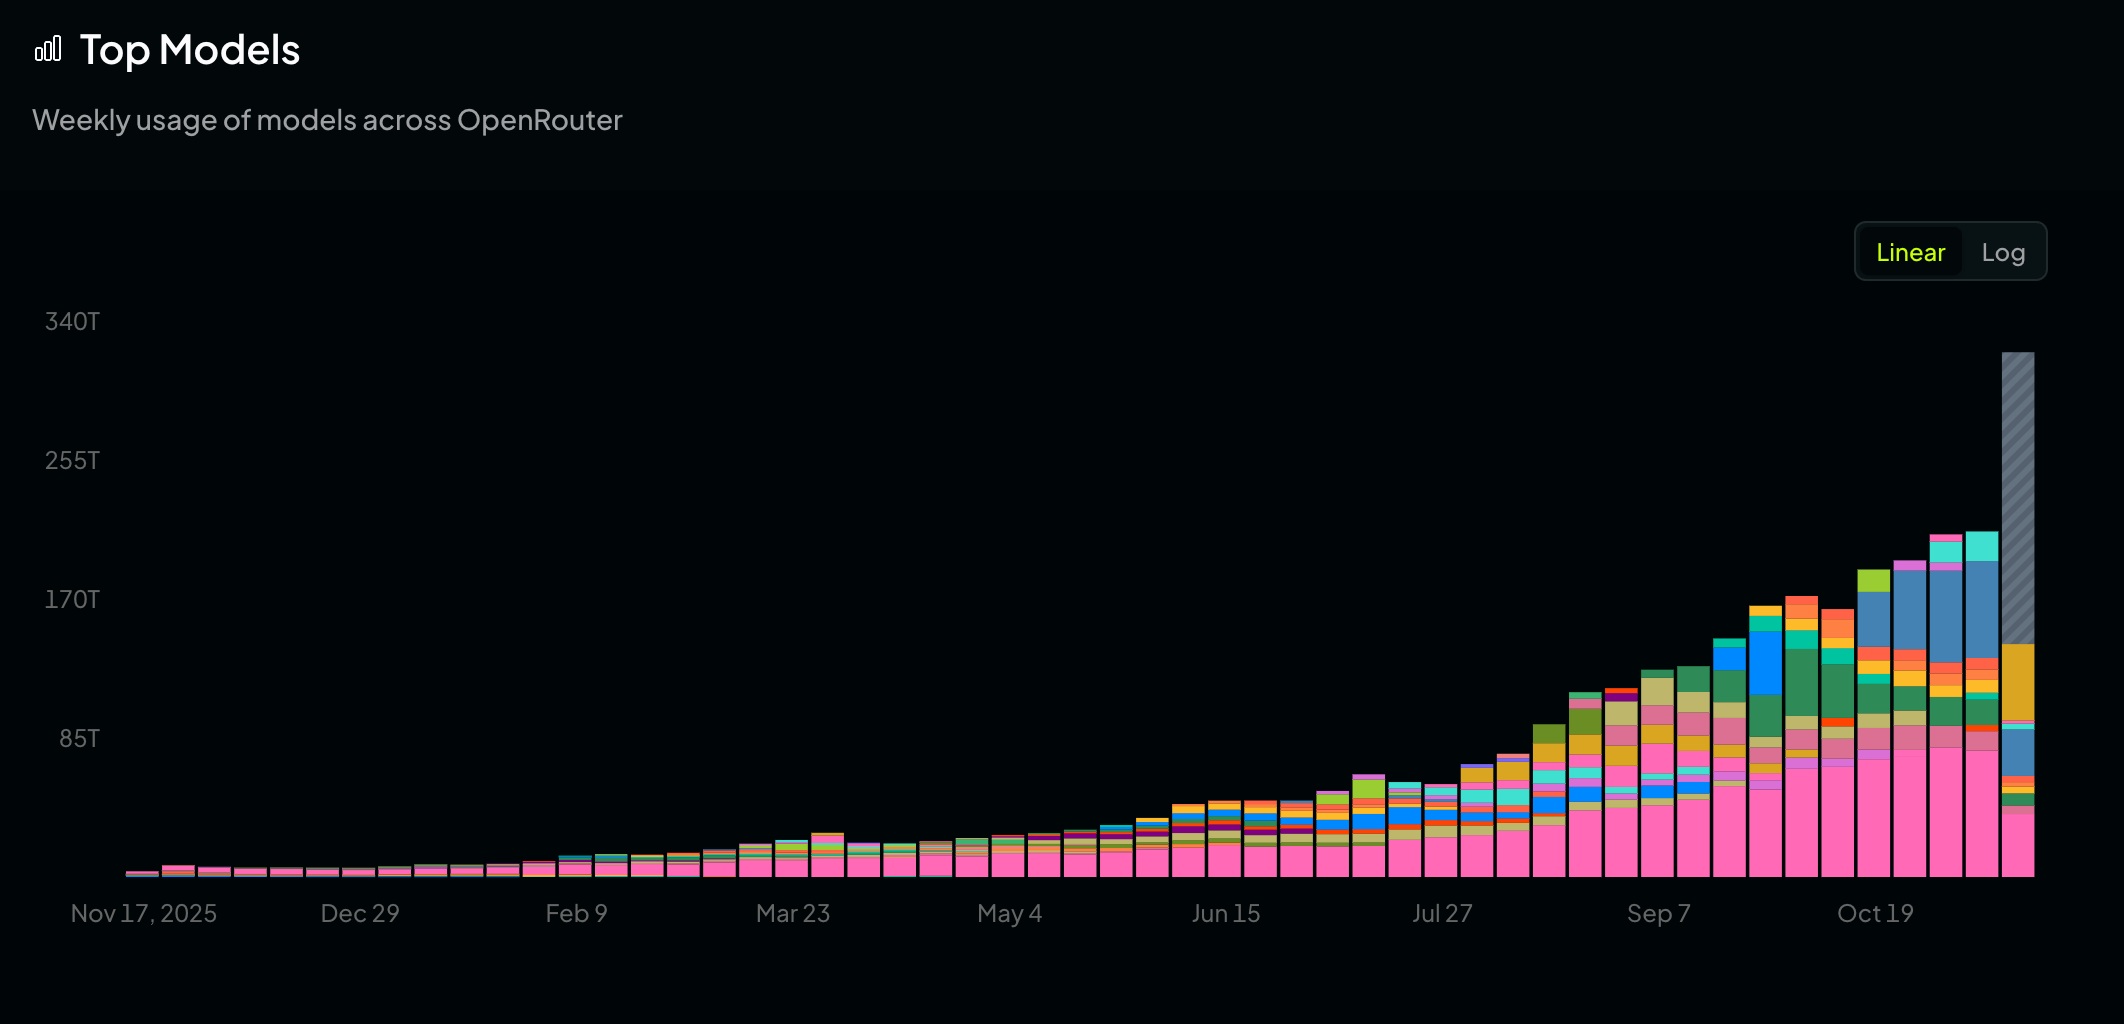 Top Models
Weekly usage of models across OpenRouter
Linear Log
340T
255T
170T
85T
Nov 17, 2025 Dec 29 Feb 9 Mar 23 May 4 Jun 15 Jul 27 Sep 7 Oct 19